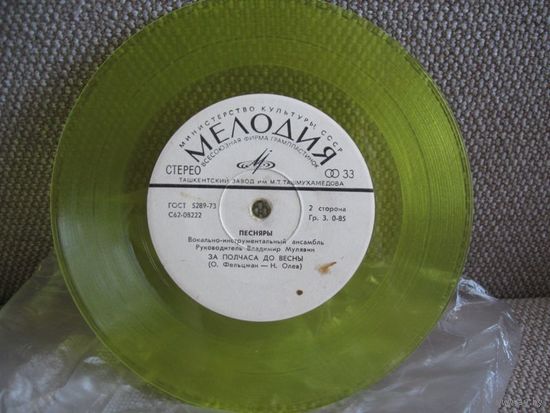 МИНИСТЕРСТВО КУЛЬТУРЫ СССР
МЕЛОДИЯ
ВСЕСОЮЗНАЯ ФИРМА ГРАМПЛАСТИНОК
СТЕРЕО
33
ТАШКЕНТСКИЙ ЗАВОД ИМ М.Т.ТАШМУХАМЕДОВА
ГОСТ 5289-73
2 сторона
С62-08222
Гр. 3. 0-85
ПЕСНЯРЫ
Вокально-инструментальный ансамбль
Руководитель Владимир Мулявин
ЗА ПОЛЧАСА ДО ВЕСНЫ
(О. Фельцман — Н. Олев)